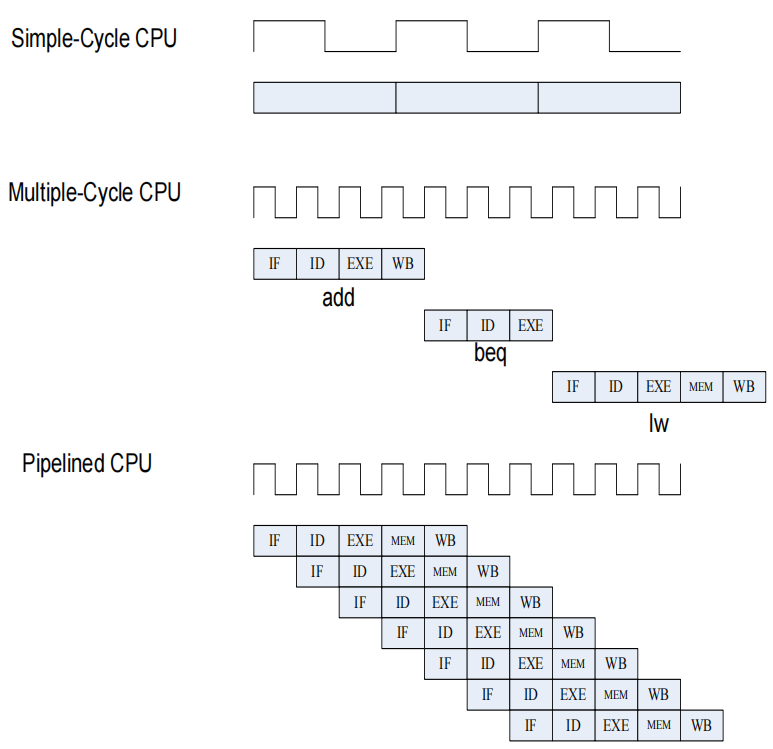 Simple-Cycle CPU
Multiple-Cycle CPU
IF ID EXE WB
add
IF ID EXE
beq
IF ID EXE MEM WB
lw
Pipelined CPU
IF ID EXE MEM WB
IF ID EXE MEM WB
IF ID EXE MEM WB
IF ID EXE MEM WB
IF ID EXE MEM WB
IF ID EXE MEM WB
IF ID EXE MEM WB